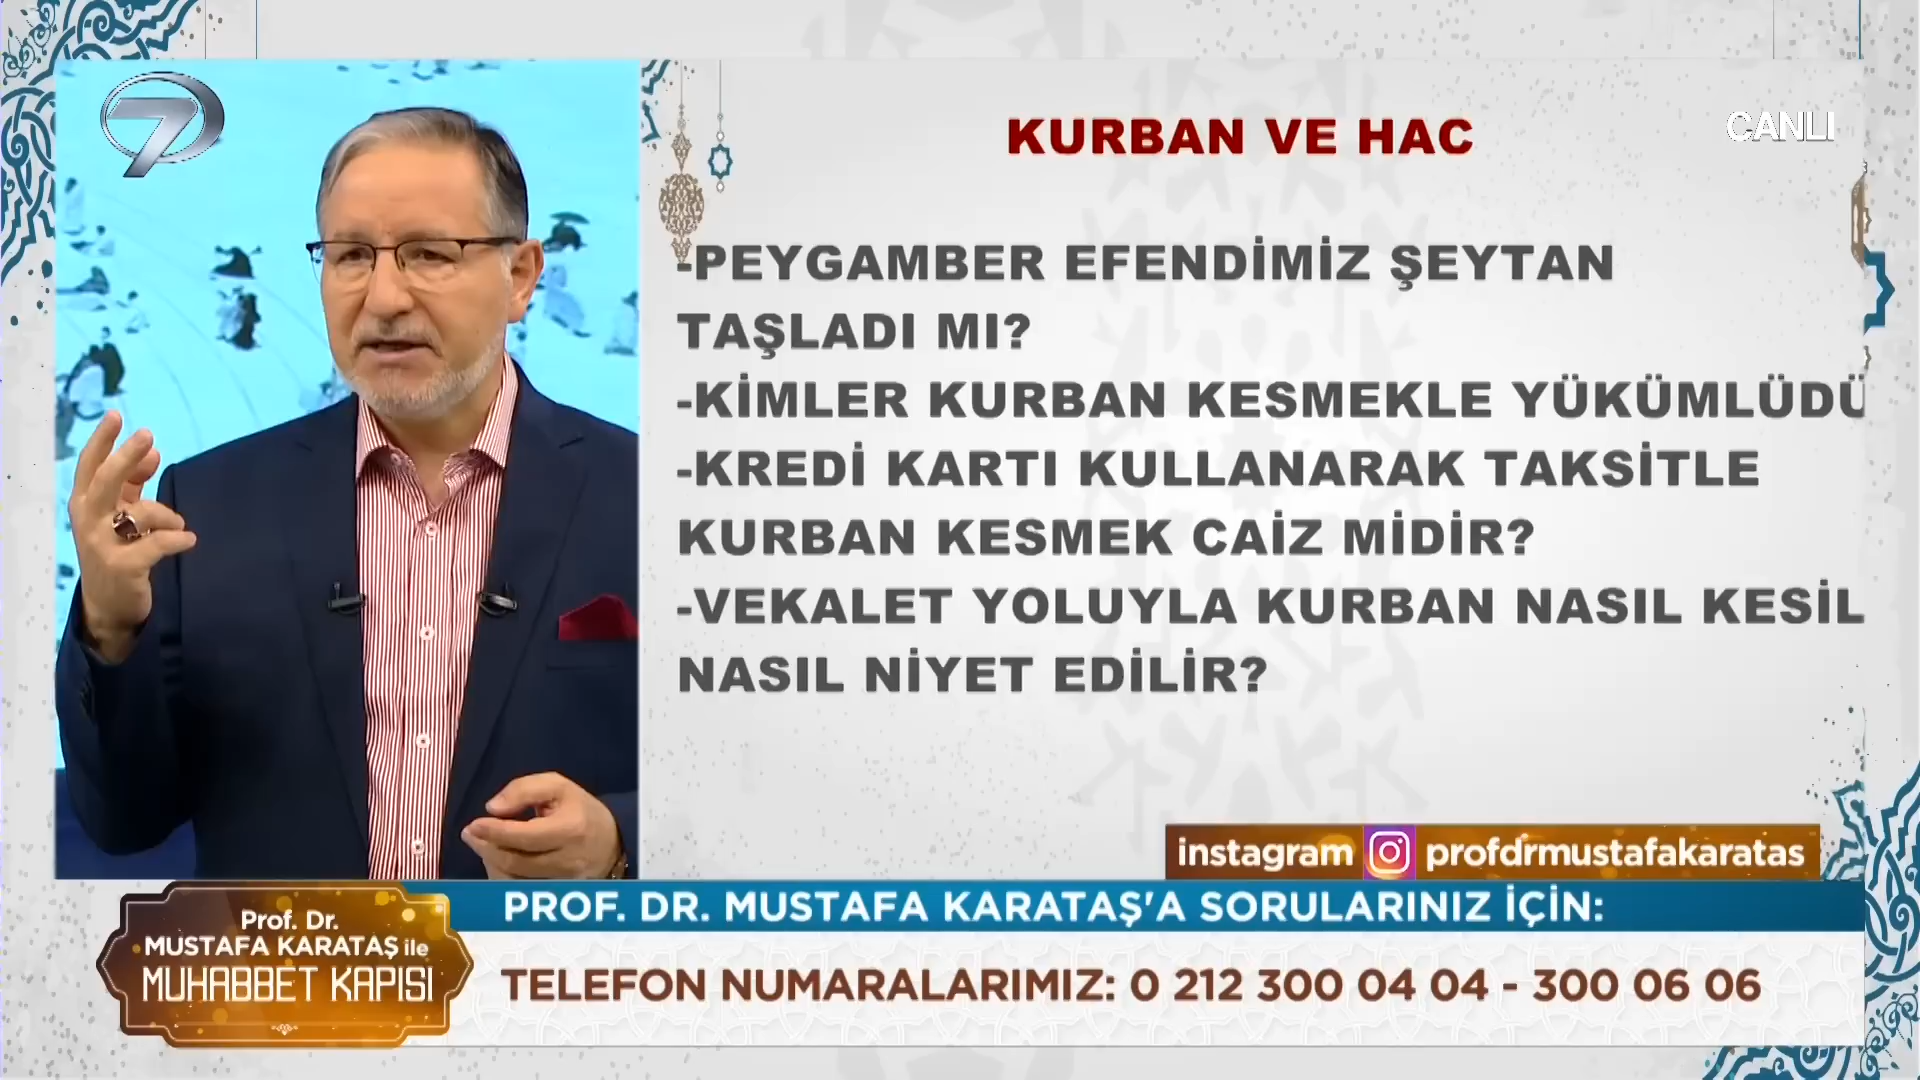 7
CANLI
KURBAN VE HAC
-PEYGAMBER EFENDİMİZ ŞEYTAN
TAŞLADI MI?
-KİMLER KURBAN KESMEKLE YÜKÜMLÜDÜ
-KREDİ KARTI KULLANARAK TAKSİTLE
KURBAN KESMEK CAİZ MİDİR?
-VEKALET YOLUYLA KURBAN NASIL KESİL
NASIL NİYET EDİLİR?
instagram profdrmustafakaratas
PROF. DR. MUSTAFA KARATAŞ'A SORULARINIZ İÇİN:
TELEFON NUMARALARIMIZ: 0 212 300 04 04 - 300 06 06
Prof. Dr.
MUSTAFA KARATAŞ ile
MUHABBET KAPISI